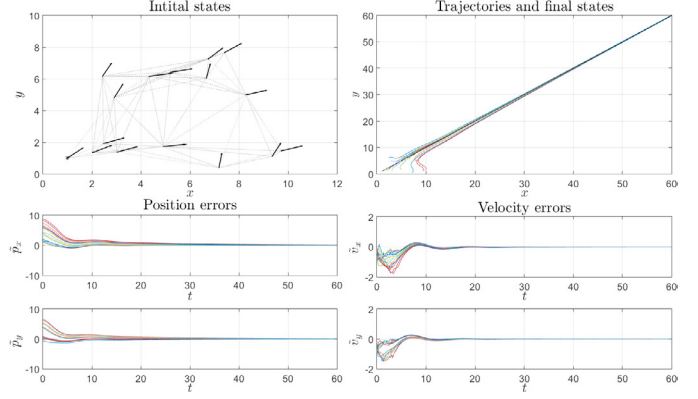 Intital states
10
8
6
4
2
0
y
0 2 4 6 8 10 12
x
Trajectories and final states
60
50
40
30
20
10
0
y
0 10 20 30 40 50 60
x
Position errors
10
0
-10
p̃x
0 10 20 30 40 50 60
t
10
0
-10
p̃y
0 10 20 30 40 50 60
t
Velocity errors
2
0
-2
ṽx
0 10 20 30 40 50 60
t
2
0
-2
ṽy
0 10 20 30 40 50 60
t